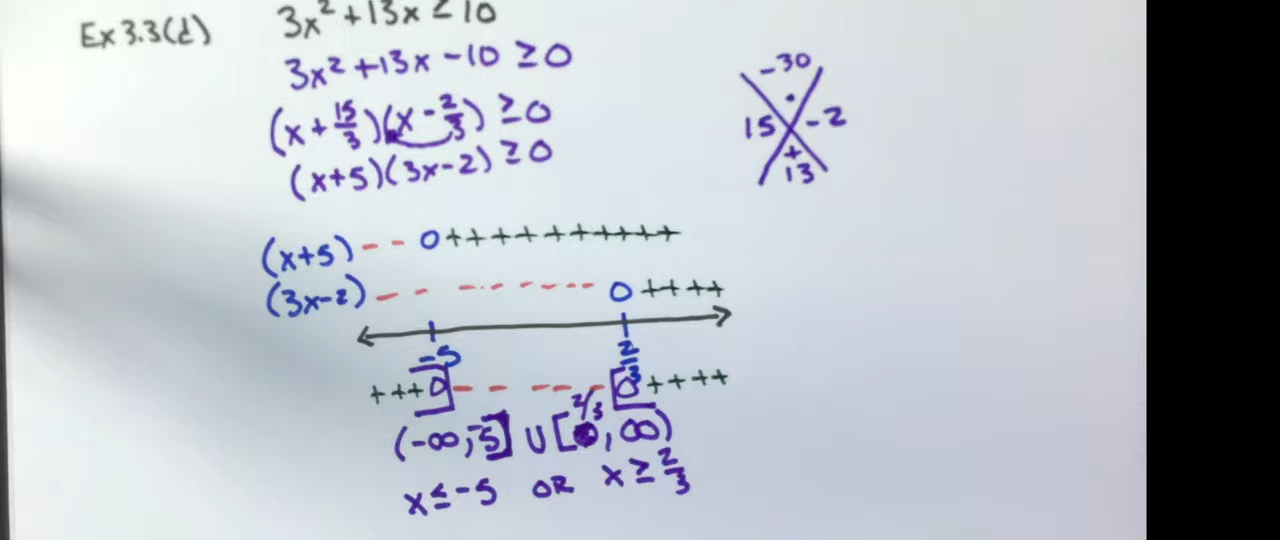 Ex 3.3(d) 3x² + 13x ≥ 10
3x² + 13x - 10 ≥ 0
(x + 15/3)(x - 2/3) ≥ 0
(x+5)(3x-2) ≥ 0
-30
·
15 -2
+
13
(x+5) - - 0 + + + + + + + + + +
(3x-2) - - - - - - - - 0 + + + +
-5 2/3
+ + + 0] - - - - - [0 + + + +
(-∞, -5] ∪ [2/3, ∞)
x ≤ -5 OR x ≥ 2/3